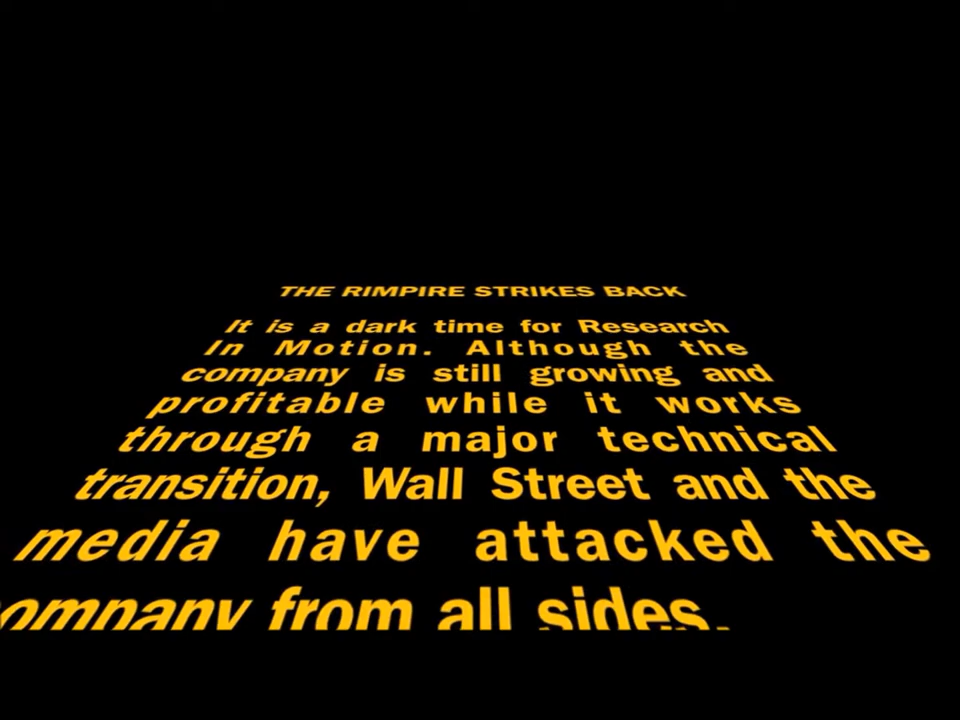 THE RIMPIRE STRIKES BACK
It is a dark time for Research
In Motion. Although the
company is still growing and
profitable while it works
through a major technical
transition, Wall Street and the
media have attacked the
company from all sides.